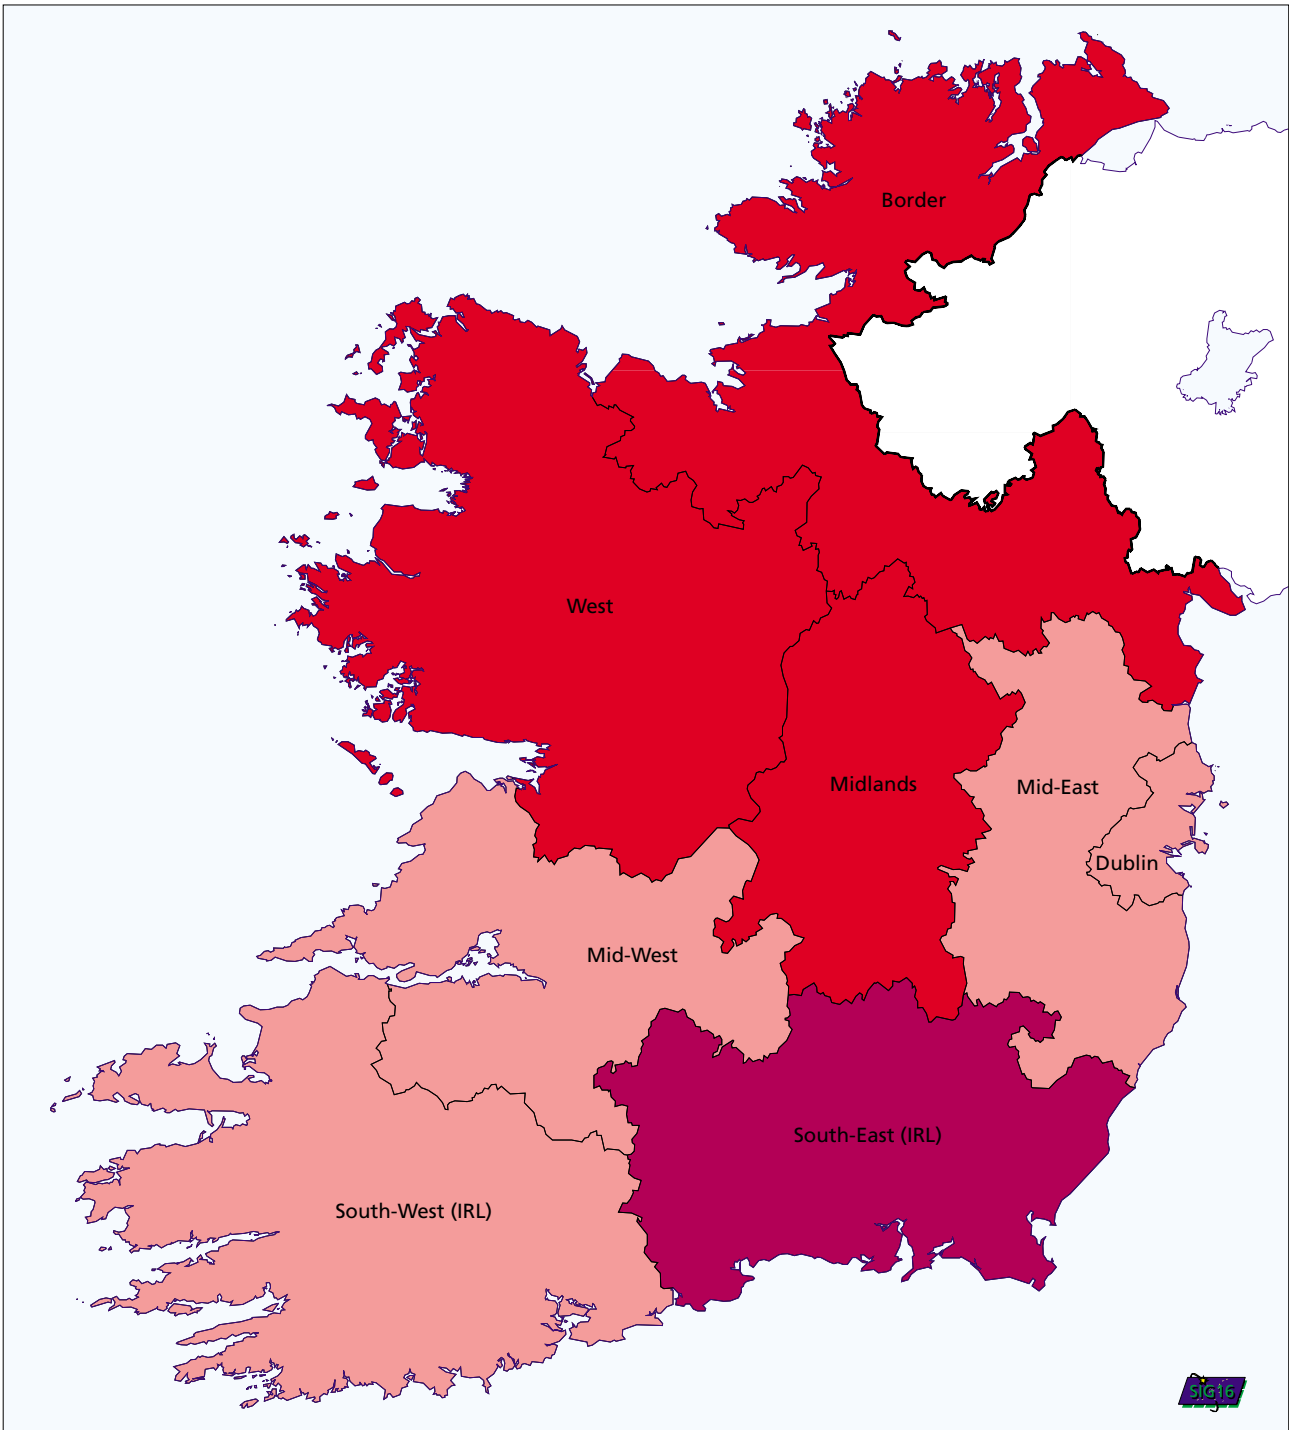 Border
West
Midlands
Mid-East
Dublin
Mid-West
South-East (IRL)
South-West (IRL)
SIG16